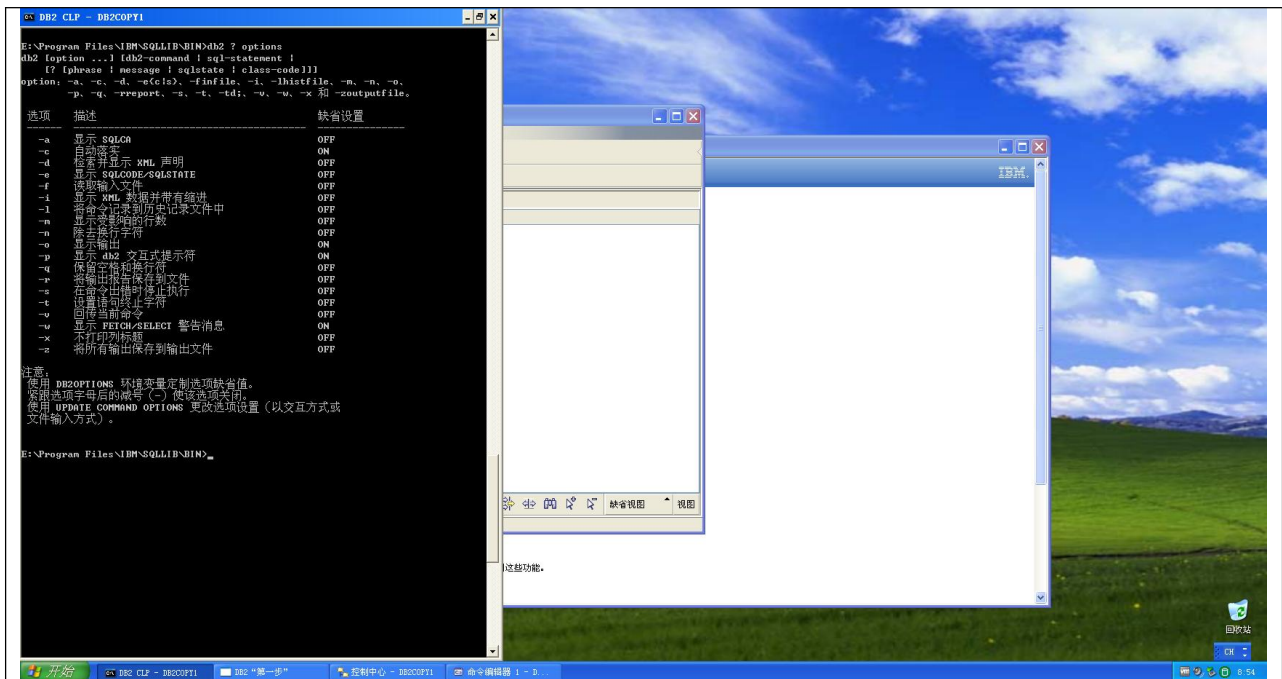 DB2 CLP - DB2COPY1
E:\Program Files\IBM\SQLLIB\BIN>db2 ? options
db2 [option ...] [db2-command | sql-statement |
[? [phrase | message | sqlstate | class-code]]]
option: -a、-c、-d、-e{c|s}、-finfile、-i、-lhistfile、-m、-n、-o、
-p、-q、-rreport、-s、-t、-td;、-v、-w、-x 和 -zoutputfile。
选项 描述 缺省设置
-a 显示 SQLCA OFF
-c 自动落实 ON
-d 检索并显示 XML 声明 OFF
-e 显示 SQLCODE/SQLSTATE OFF
-f 读取输入文件 OFF
-i 显示 XML 数据并带有缩进 OFF
-l 将命令记录到历史记录文件中 OFF
-m 显示受影响的行数 OFF
-n 除去换行字符 OFF
-o 显示输出 ON
-p 显示 db2 交互式提示符 ON
-q 保留空格和换行符 OFF
-r 将输出报告保存到文件 OFF
-s 在命令出错时停止执行 OFF
-t 设置语句终止字符 OFF
-v 回传当前命令 OFF
-w 显示 FETCH/SELECT 警告消息 ON
-x 不打印列标题 OFF
-z 将所有输出保存到输出文件 OFF
注意:
使用 DB2OPTIONS 环境变量定制选项缺省值。
紧跟选项字母后的减号 (-) 使该选项关闭。
使用 UPDATE COMMAND OPTIONS 更改选项设置(以交互方式或
文件输入方式)。
E:\Program Files\IBM\SQLLIB\BIN>_
IBM.
缺省视图 视图
这些功能。
回收站
CH
开始 DB2 CLP - DB2COPY1 DB2 “第一步” 控制中心 - DB2COPY1 命令编辑器 1 - D... 8:54